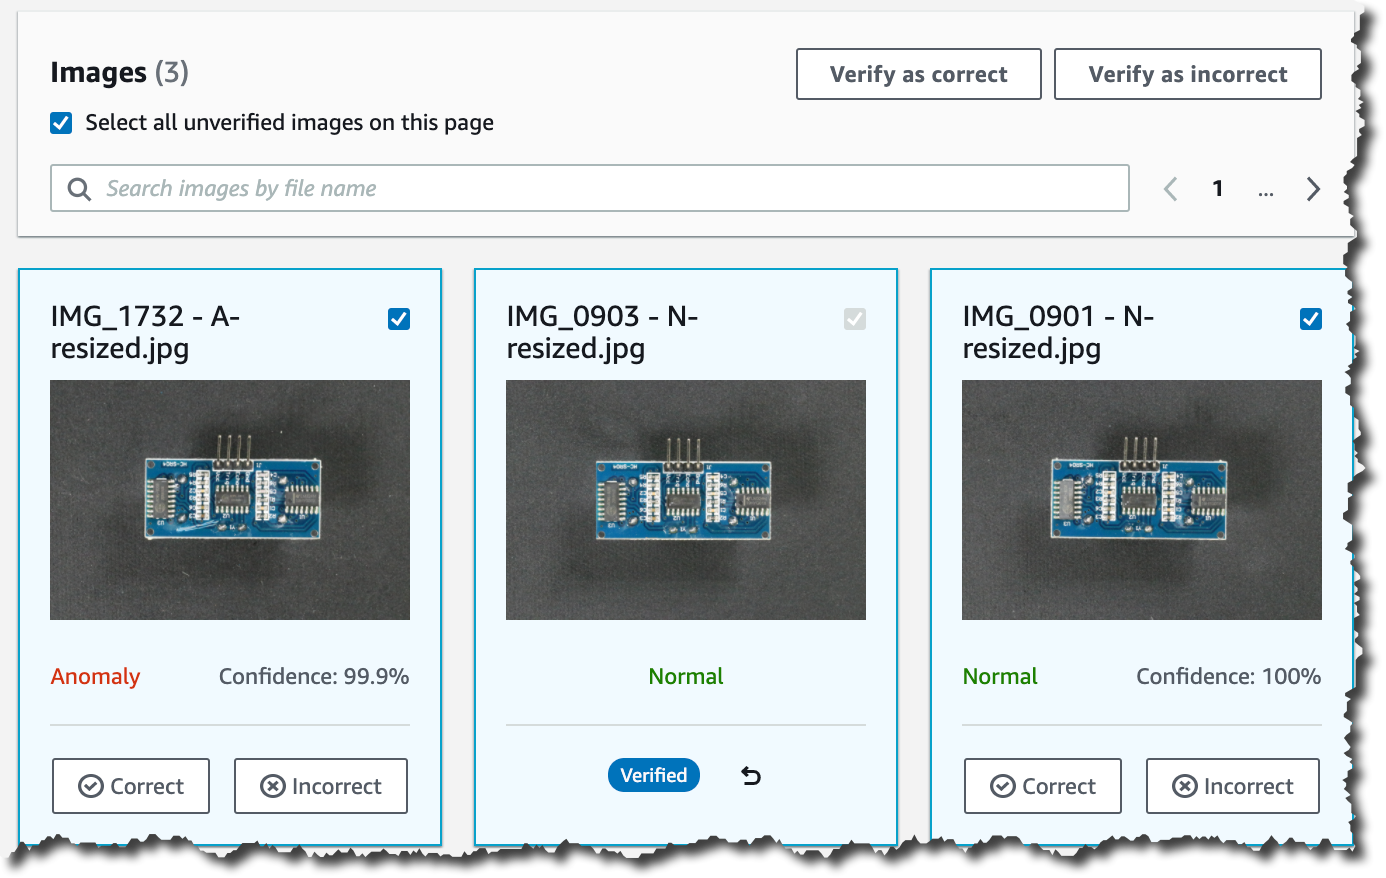 Images (3)
Verify as correct
Verify as incorrect
Select all unverified images on this page
Search images by file name
1
...
IMG_1732 - A-
resized.jpg
Anomaly
Confidence: 99.9%
Correct
Incorrect
IMG_0903 - N-
resized.jpg
Normal
Verified
IMG_0901 - N-
resized.jpg
Normal
Confidence: 100%
Correct
Incorrect